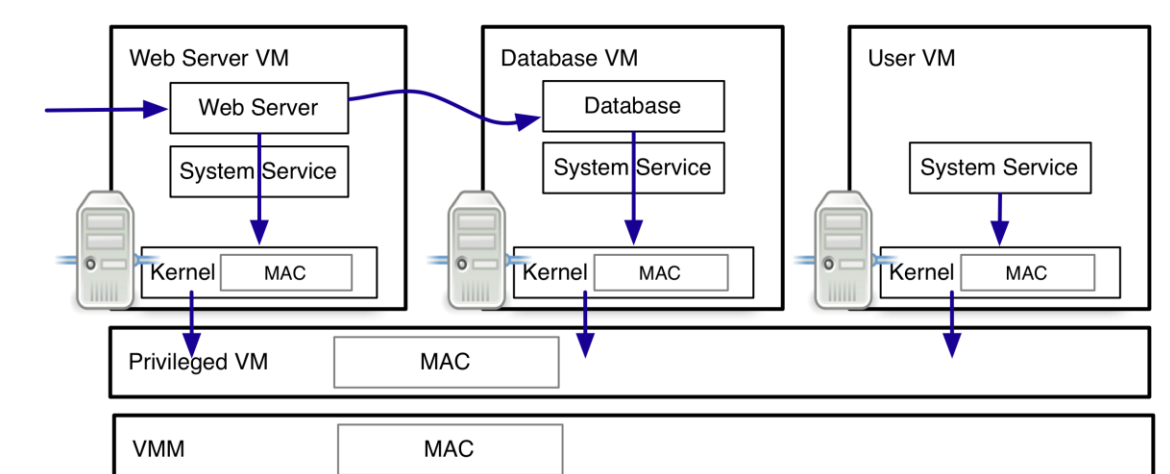 Web Server VM
Database VM
User VM
Web Server
Database
System Service
System Service
System Service
Kernel
MAC
Kernel
MAC
Kernel
MAC
Privileged VM
MAC
VMM
MAC